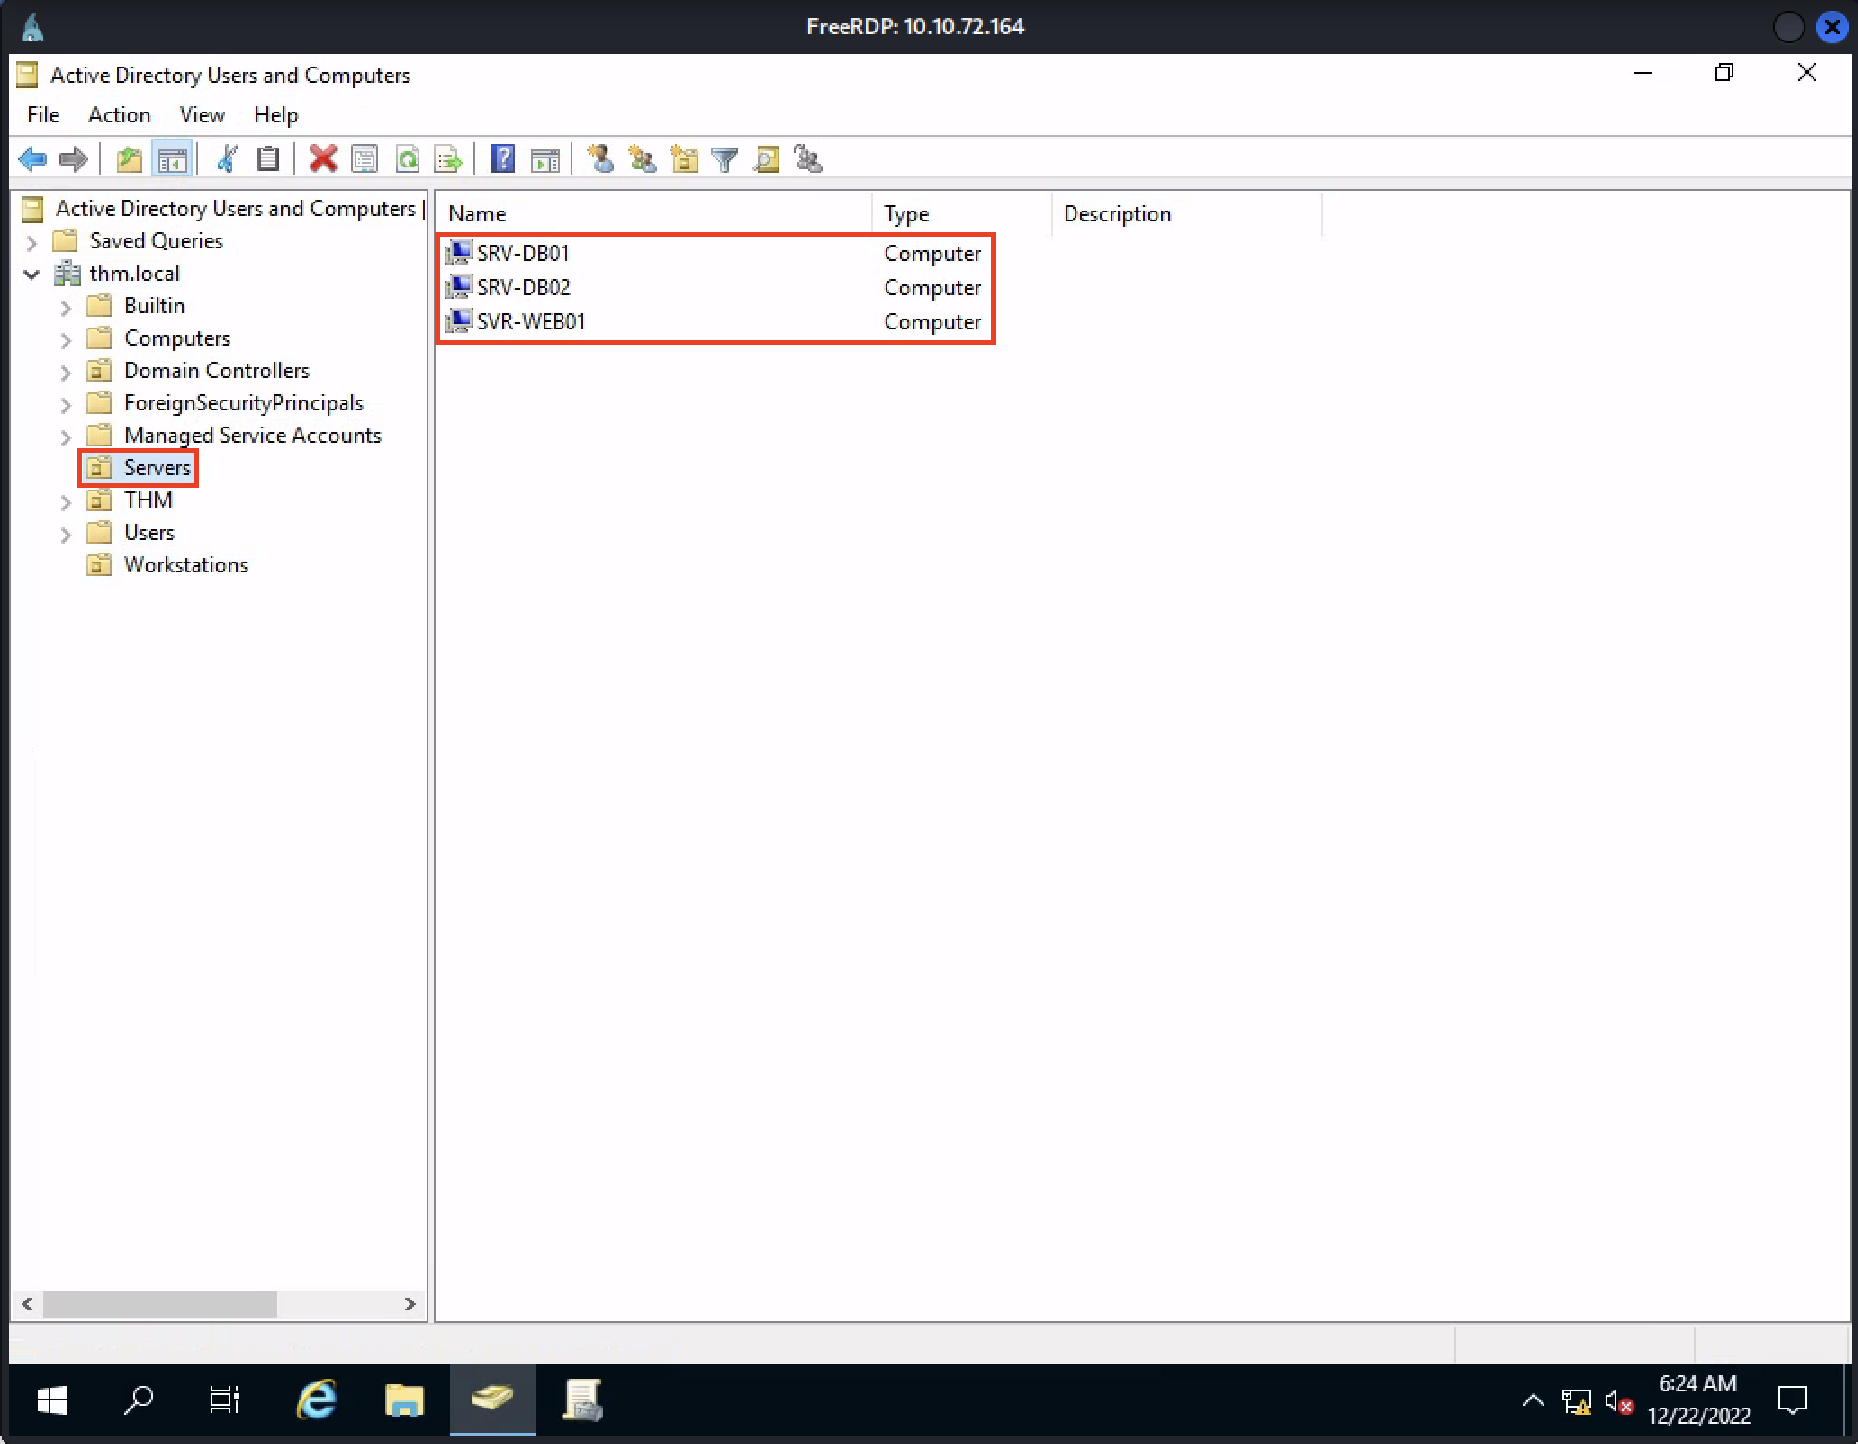 FreeRDP: 10.10.72.164
Active Directory Users and Computers
File Action View Help
Active Directory Users and Computers
Saved Queries
thm.local
Builtin
Computers
Domain Controllers
ForeignSecurityPrincipals
Managed Service Accounts
Servers
THM
Users
Workstations
Name Type Description
SRV-DB01 Computer
SRV-DB02 Computer
SVR-WEB01 Computer
6:24 AM
12/22/2022